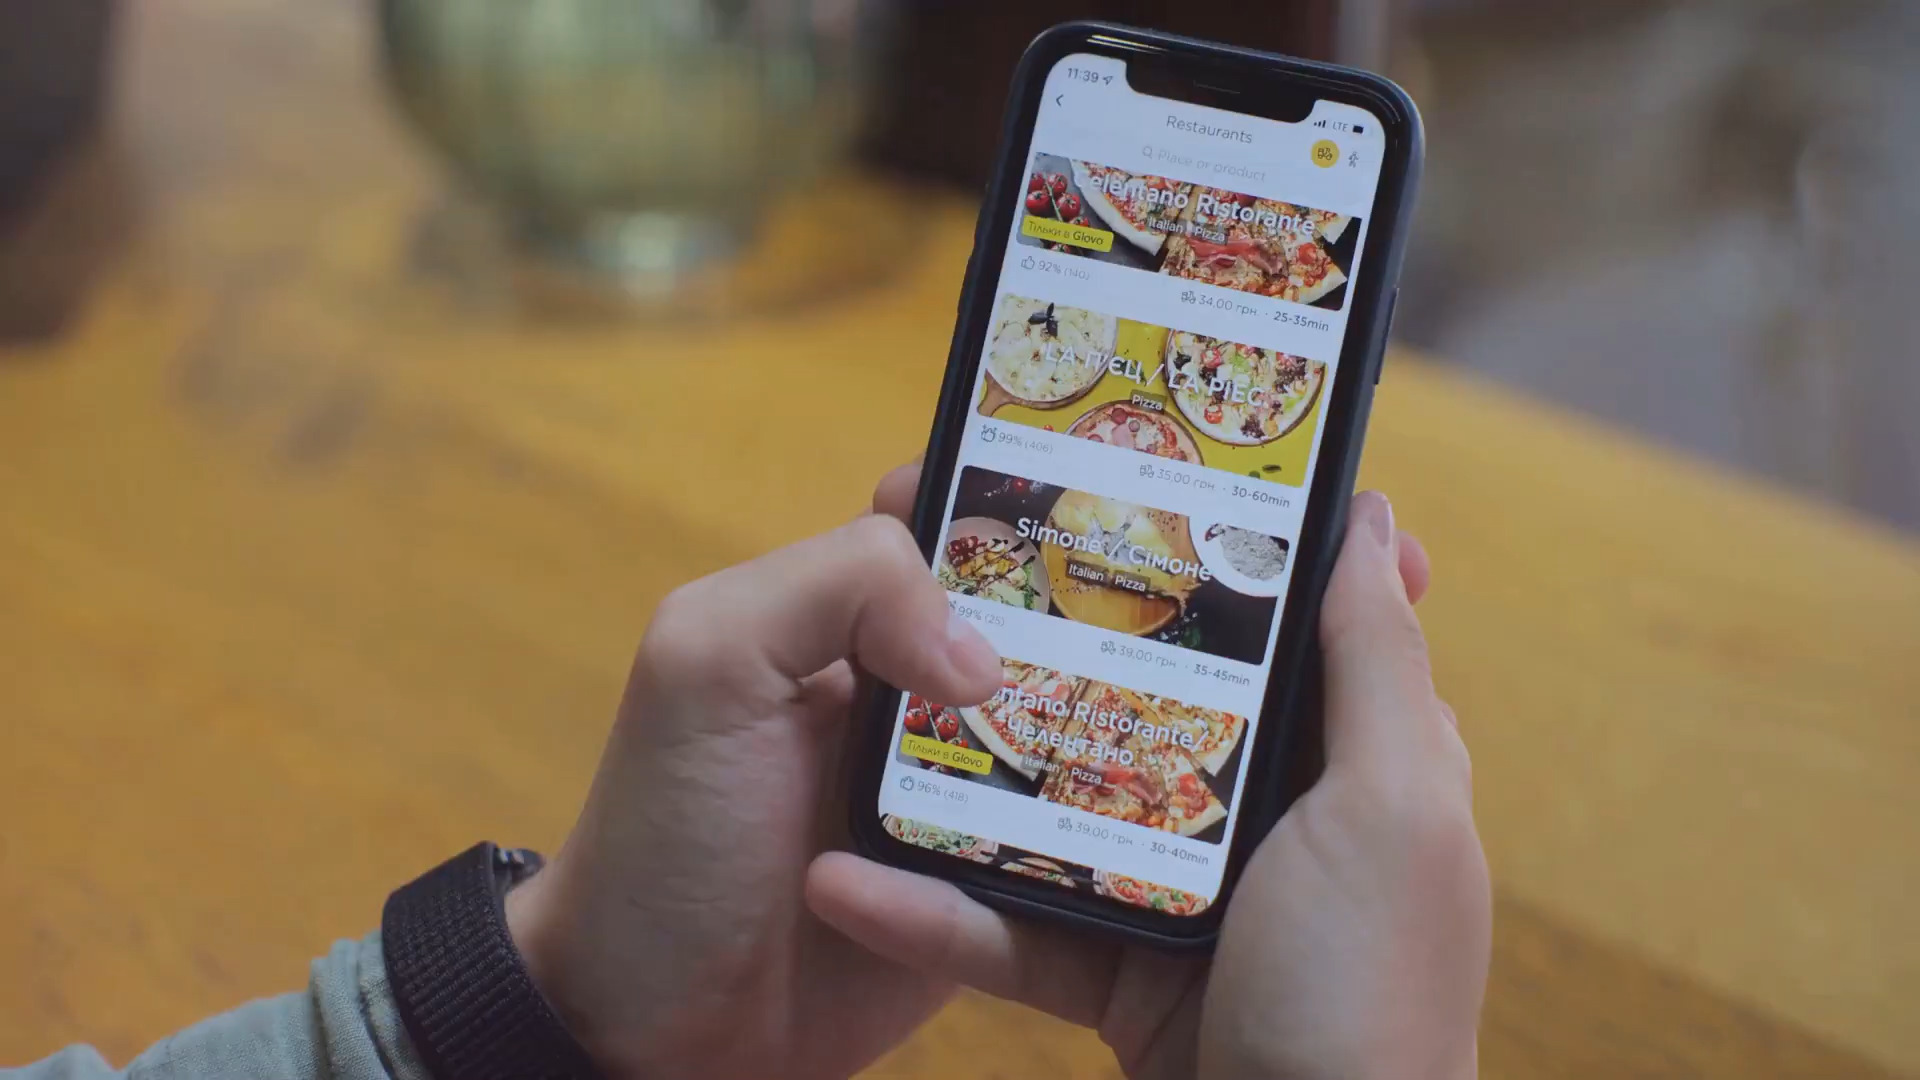 11:39
LTE
Restaurants
Place or product
Celentano Ristorante
Italian · Pizza
Тільки в Glovo
92% (140)
34,00 грн. · 25-35min
LA П'ЄЦ / LA PIEC
Pizza
99% (406)
35,00 грн. · 30-60min
Simone / Сімоне
Italian · Pizza
99% (25)
39,00 грн. · 35-45min
ntano Ristorante/
Челентано
Italian · Pizza
Тільки в Glovo
96% (418)
39,00 грн. · 30-40min